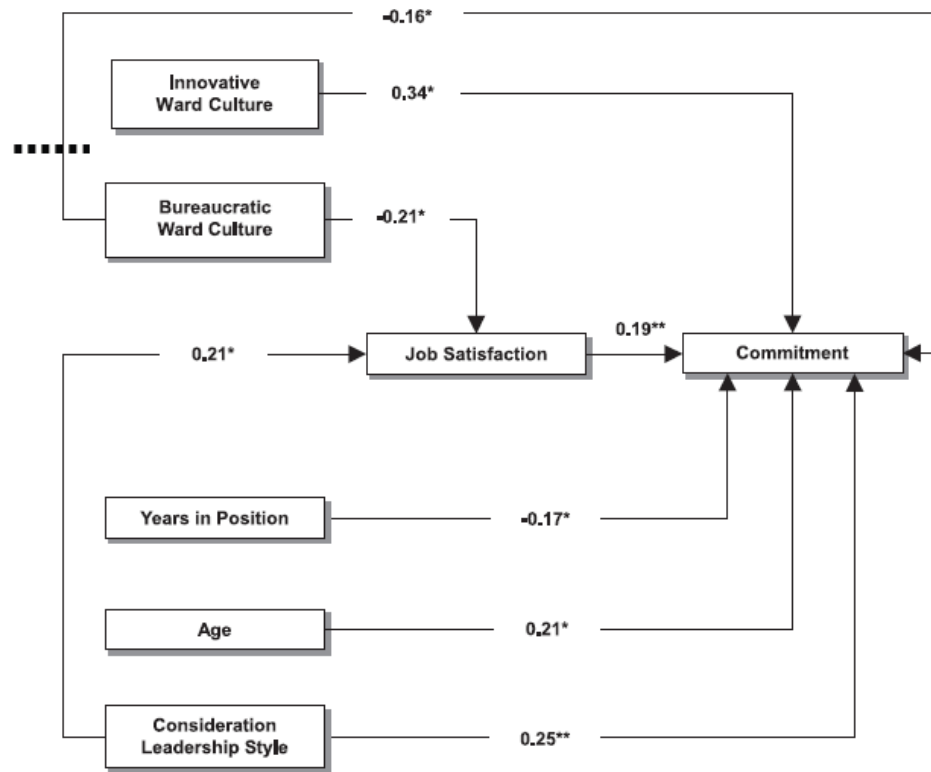 -0.16*
Innovative
Ward Culture
0.34*
Bureaucratic
Ward Culture
-0.21*
0.19**
0.21*
Job Satisfaction
Commitment
Years in Position
-0.17*
Age
0.21*
Consideration
Leadership Style
0.25**